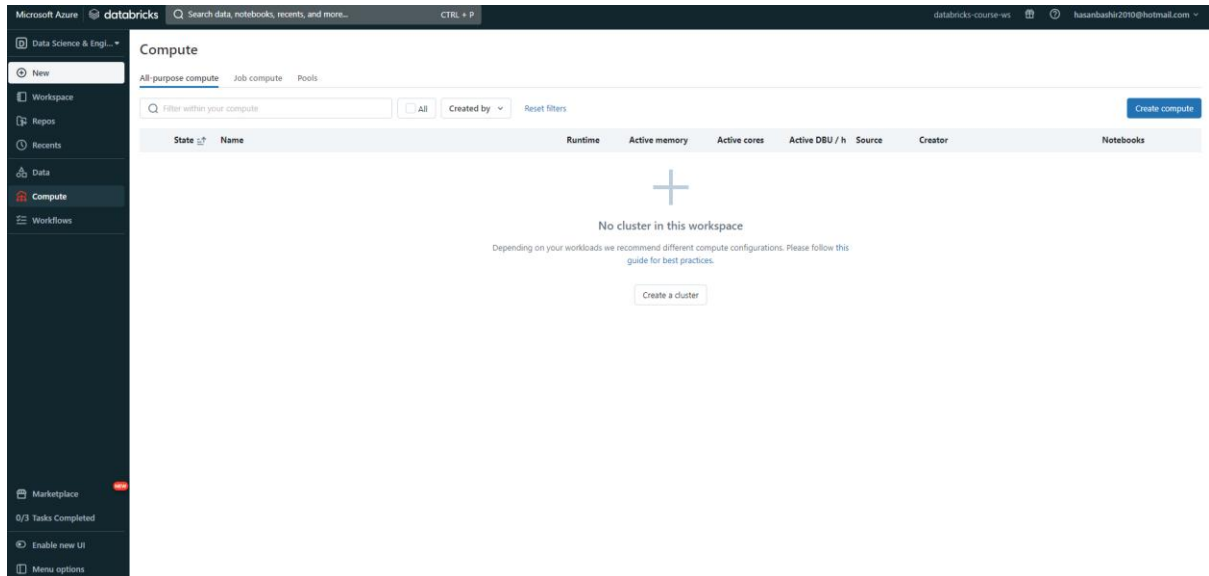 Microsoft Azure databricks Search data, notebooks, recents, and more... CTRL + P databricks-course-ws hasanbashir2010@hotmail.com
D Data Science & Engi...
New
Workspace
Repos
Recents
Data
Compute
Workflows
Marketplace NEW
0/3 Tasks Completed
Enable new UI
Menu options
Compute
All-purpose compute Job compute Pools
Filter within your compute All Created by Reset filters Create compute
State Name Runtime Active memory Active cores Active DBU / h Source Creator Notebooks
No cluster in this workspace
Depending on your workloads we recommend different compute configurations. Please follow this
guide for best practices.
Create a cluster